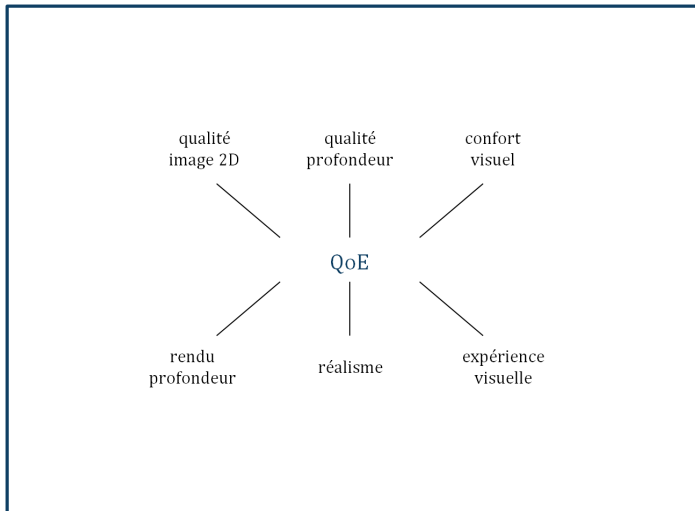 qualité
image 2D
qualité
profondeur
confort
visuel
QoE
rendu
profondeur
réalisme
expérience
visuelle